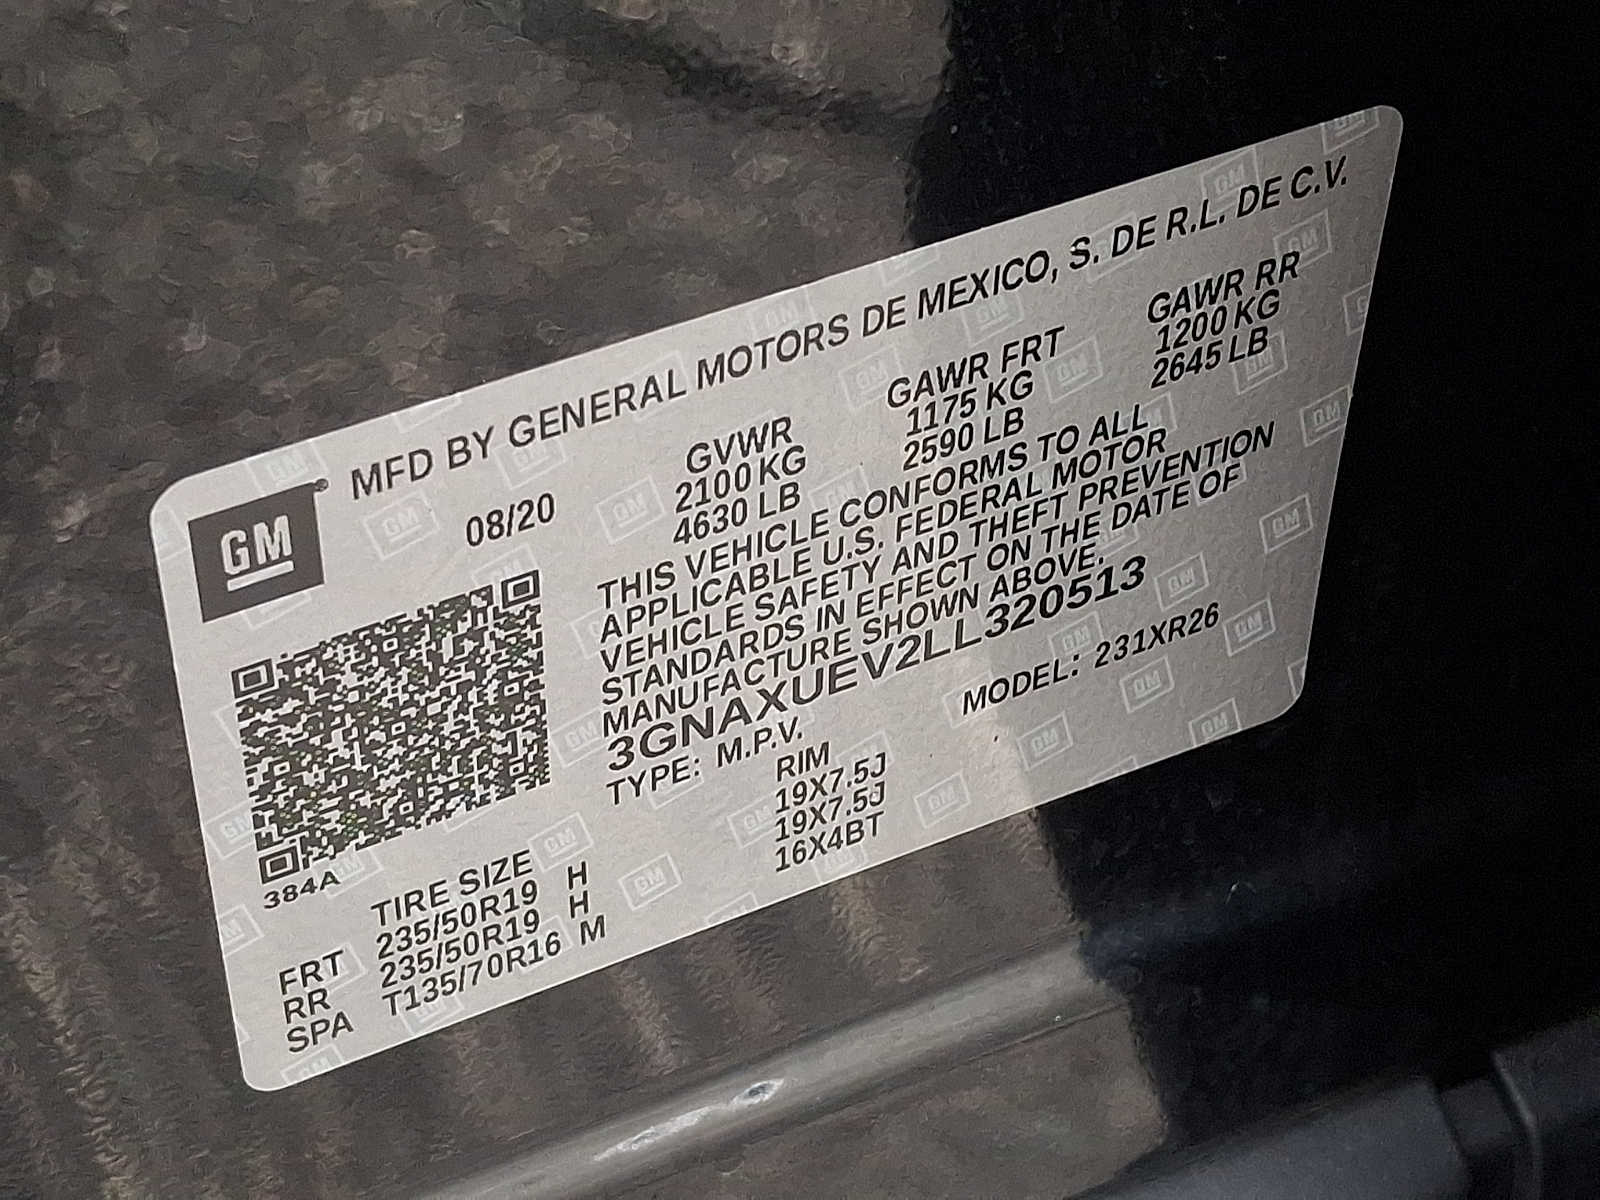 MFD BY GENERAL MOTORS DE MEXICO, S. DE R.L. DE C.V.
GM
08/20
GVWR
2100 KG
4630 LB
GAWR FRT
1175 KG
2590 LB
GAWR RR
1200 KG
2645 LB
THIS VEHICLE CONFORMS TO ALL
APPLICABLE U.S. FEDERAL MOTOR
VEHICLE SAFETY AND THEFT PREVENTION
STANDARDS IN EFFECT ON THE DATE OF
MANUFACTURE SHOWN ABOVE.
3GNAXUEV2LL320513
TYPE: M.P.V.
MODEL: 231XR26
384A
TIRE SIZE
RIM
FRT 235/50R19 H 19X7.5J
RR 235/50R19 H 19X7.5J
SPA T135/70R16 M 16X4BT